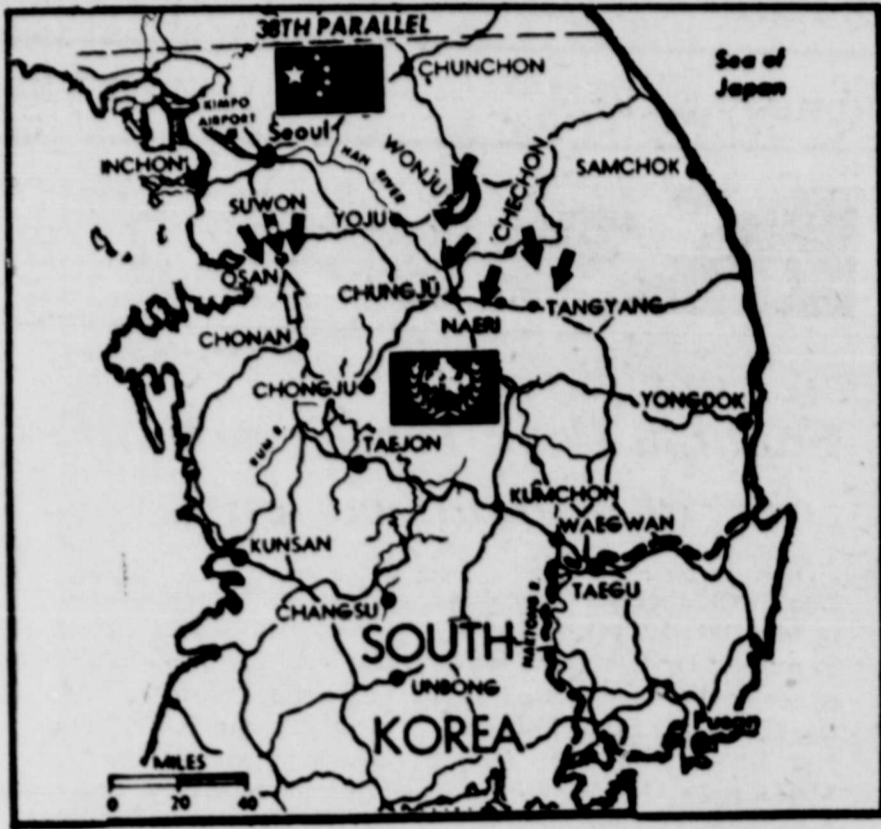 38TH PARALLEL
CHUNCHON
Sea of
Japan
KIMPO
AIRPORT
Seoul
HAN RIVER
WONJU
INCHON
SAMCHOK
CHECHON
SUWON
YOJU
OSAN
CHUNGJU
TANGYANG
NAERI
CHONAN
CHONGJU
YONGDOK
KUM R.
TAEJON
KUMCHON
WAEGWAN
KUNSAN
TAEGU
CHANGSU
SOUTH
UNBONG
KOREA
Pusan
MILES
0 20 40